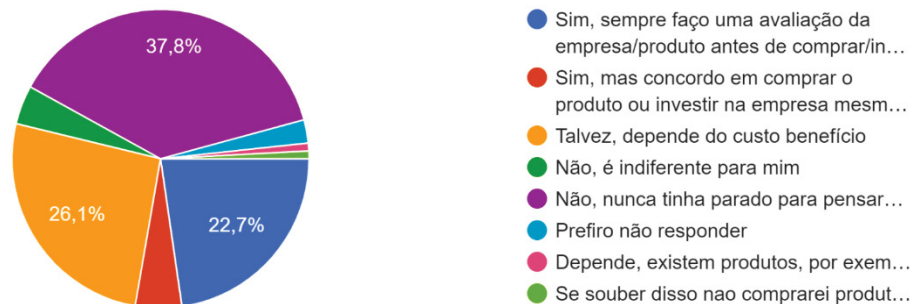 37,8%
26,1%
22,7%
Sim, sempre faço uma avaliação da
empresa/produto antes de comprar/in…
Sim, mas concordo em comprar o
produto ou investir na empresa mesm…
Talvez, depende do custo benefício
Não, é indiferente para mim
Não, nunca tinha parado para pensar…
Prefiro não responder
Depende, existem produtos, por exem…
Se souber disso nao comprarei produt…